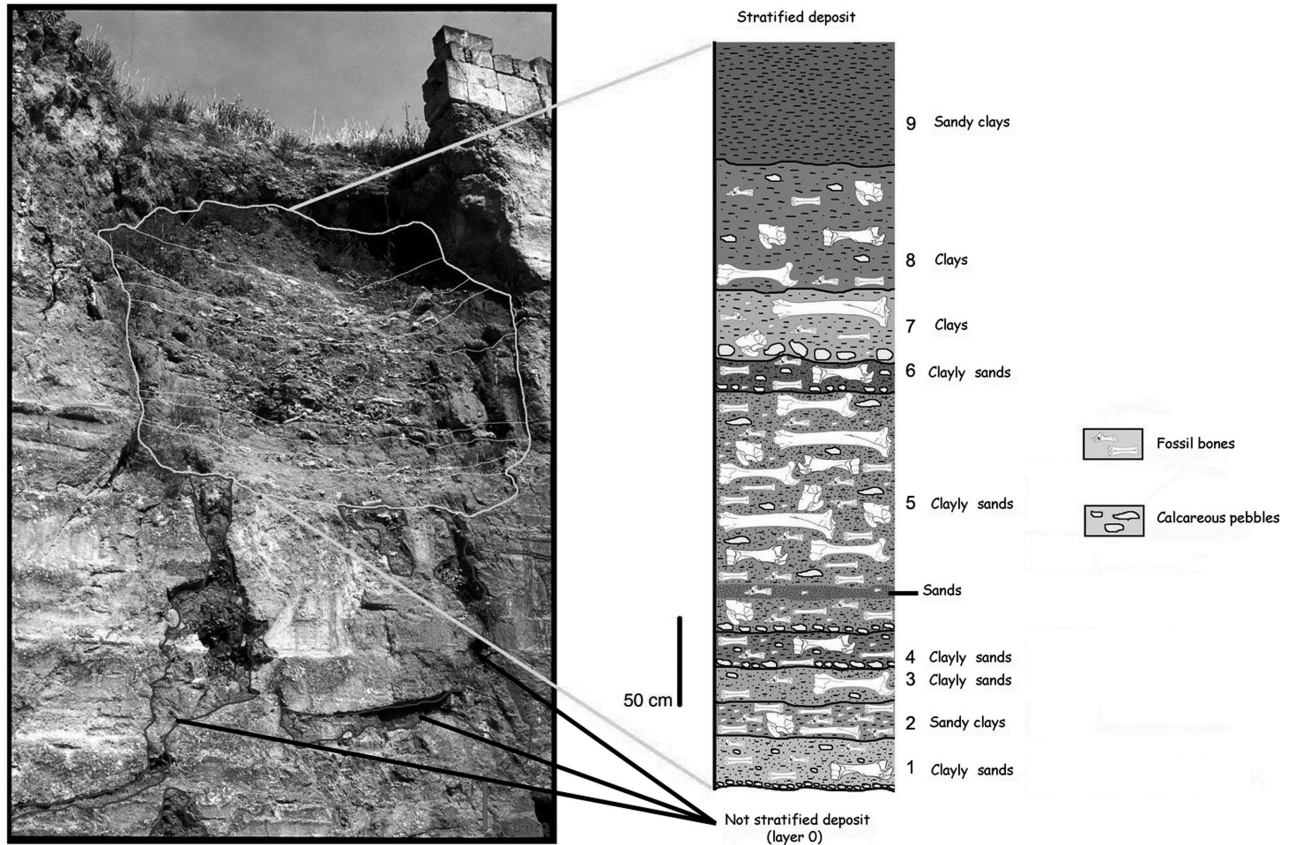 Stratified deposit
9 Sandy clays
8 Clays
7 Clays
6 Clayly sands
5 Clayly sands
Sands
4 Clayly sands
3 Clayly sands
2 Sandy clays
1 Clayly sands
50 cm
Not stratified deposit
(layer 0)
Fossil bones
Calcareous pebbles